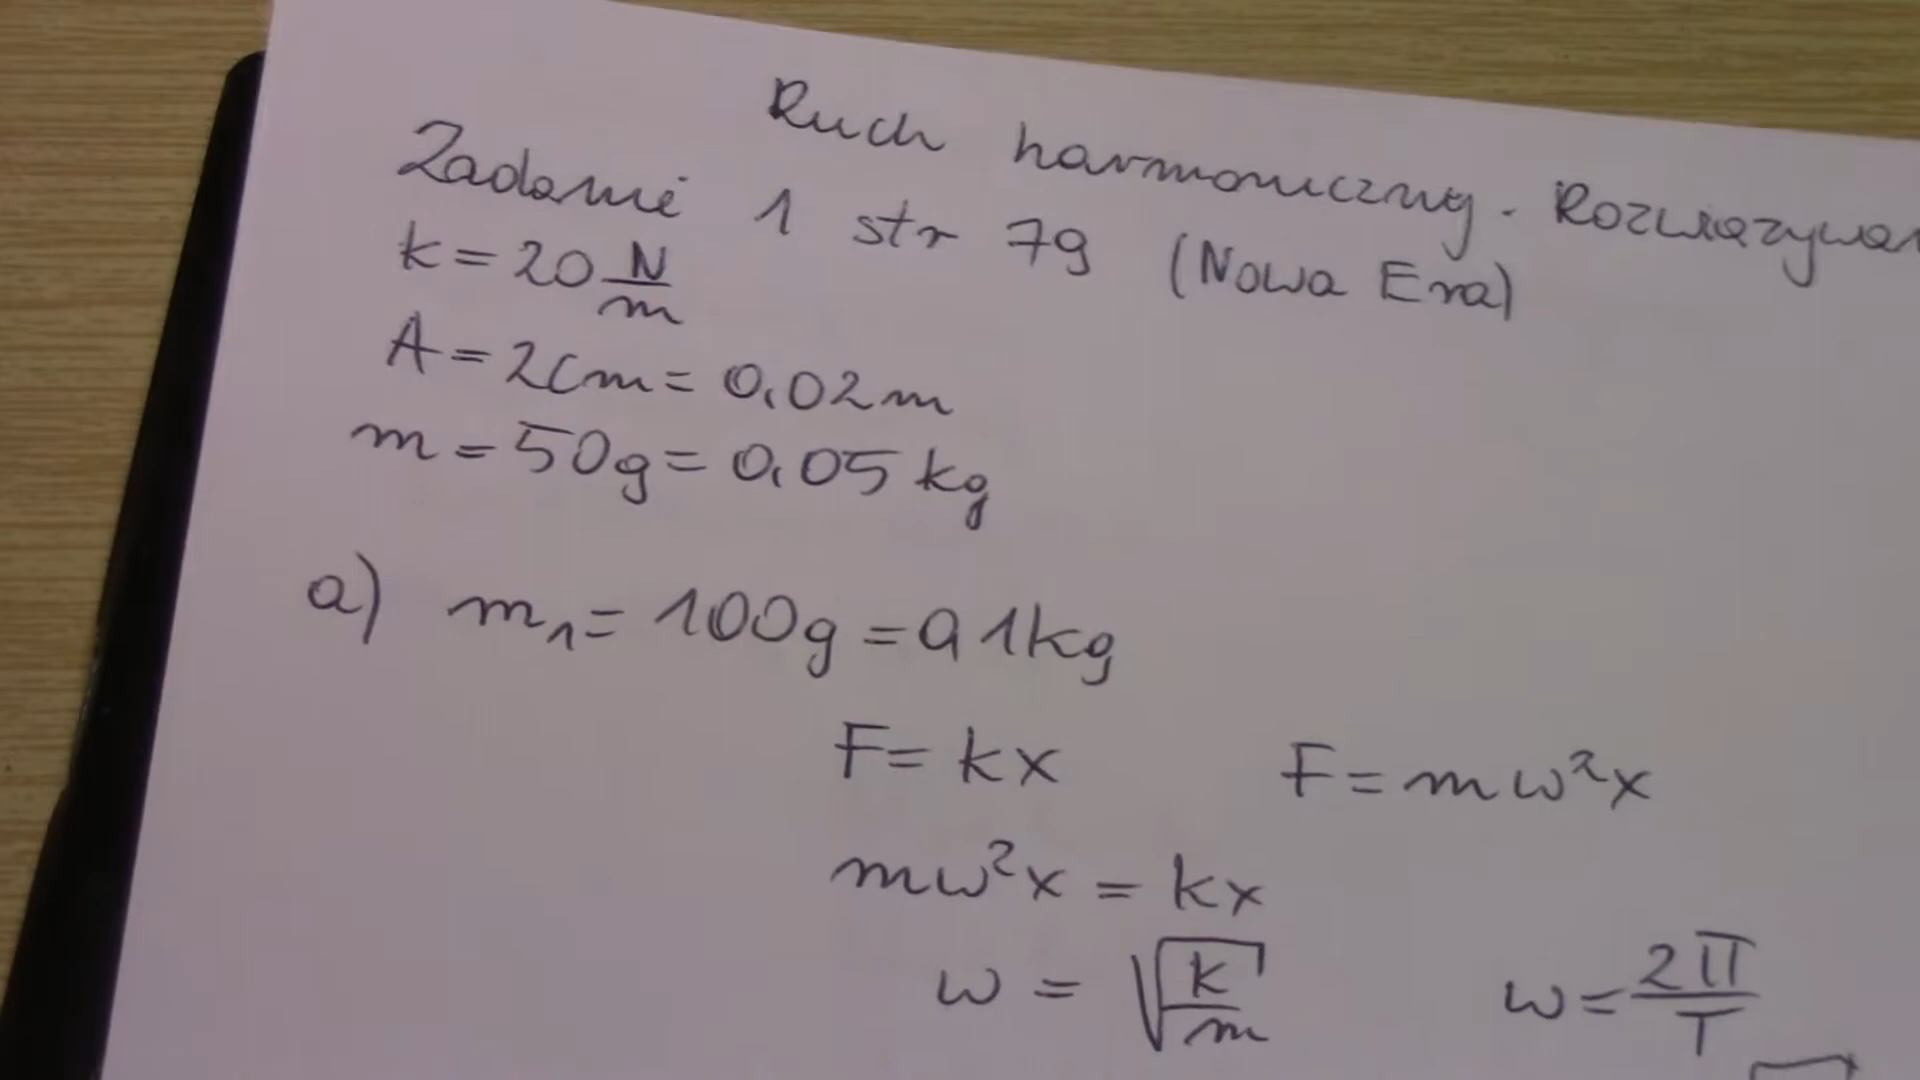 Ruch harmoniczny. Rozwiązywan
Zadanie 1 str 79 (Nowa Era)
k = 20 N/m
A = 2cm = 0,02m
m = 50g = 0,05 kg
a) m₁ = 100g = 0,1kg
F = kx F = mω²x
mω²x = kx
ω = √(k/m) ω = 2π/T